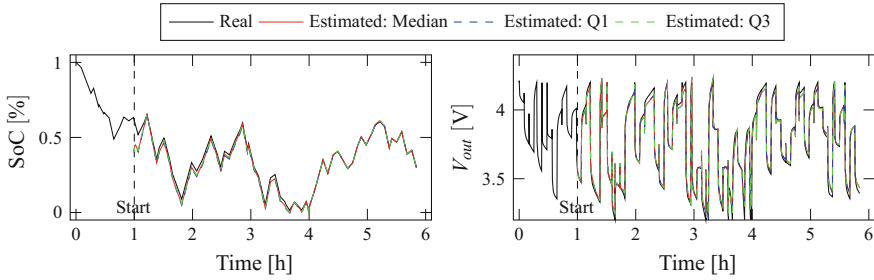 Real Estimated: Median Estimated: Q1 Estimated: Q3
1
0.5
0
SoC [%]
Start
0 1 2 3 4 5 6
Time [h]
4
3.5
V_out [V]
Start
0 1 2 3 4 5 6
Time [h]